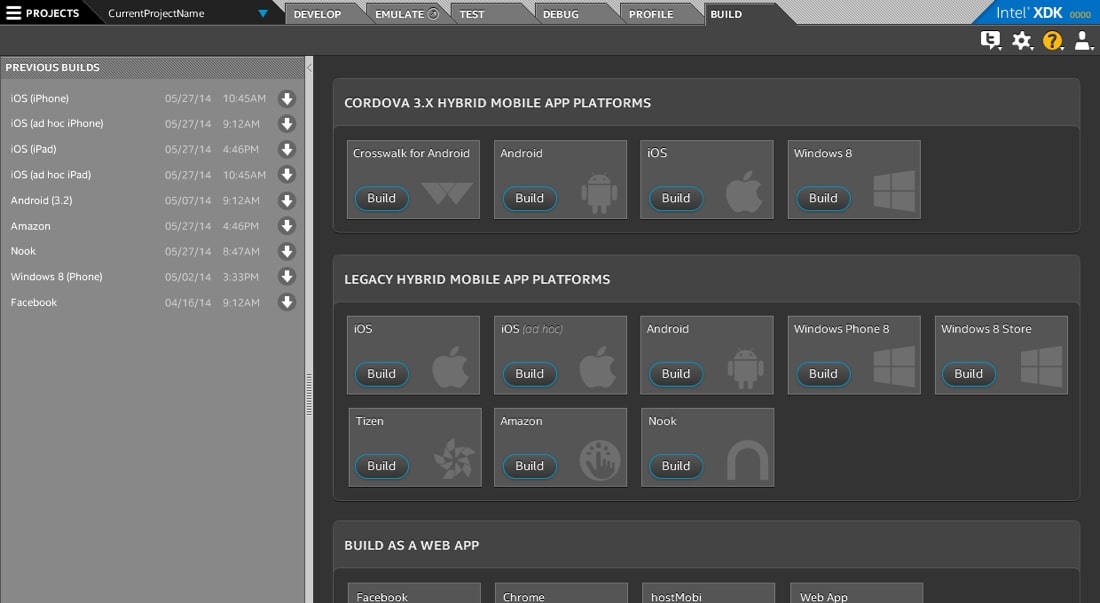 PROJECTS CurrentProjectName DEVELOP EMULATE TEST DEBUG PROFILE BUILD Intel® XDK 0000
PREVIOUS BUILDS
iOS (iPhone) 05/27/14 10:45AM
iOS (ad hoc iPhone) 05/27/14 9:12AM
iOS (iPad) 05/27/14 4:46PM
iOS (ad hoc iPad) 05/27/14 10:45AM
Android (3.2) 05/07/14 9:12AM
Amazon 05/27/14 4:46PM
Nook 05/27/14 8:47AM
Windows 8 (Phone) 05/02/14 3:33PM
Facebook 04/16/14 9:12AM
CORDOVA 3.X HYBRID MOBILE APP PLATFORMS
Crosswalk for Android Android iOS Windows 8
Build Build Build Build
LEGACY HYBRID MOBILE APP PLATFORMS
iOS iOS (ad hoc) Android Windows Phone 8 Windows 8 Store
Build Build Build Build Build
Tizen Amazon Nook
Build Build Build
BUILD AS A WEB APP
Facebook Chrome hostMobi Web App